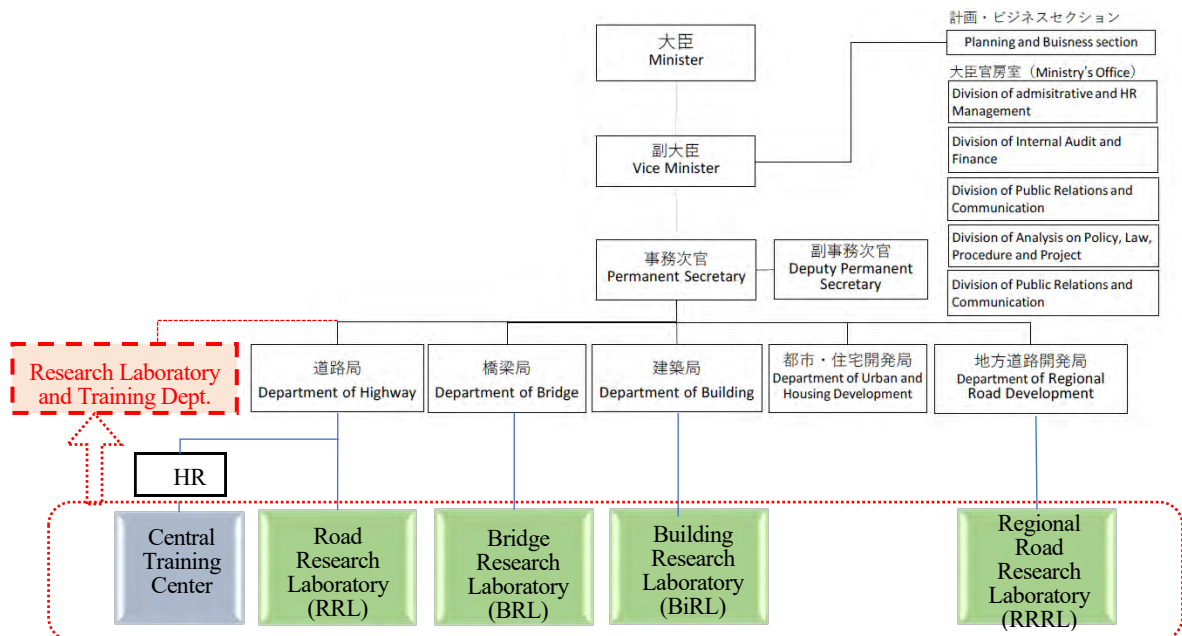 計画・ビジネスセクション
Planning and Buisness section
大臣
Minister
大臣官房室（Ministry's Office）
Division of admisitrative and HR
Management
Division of Internal Audit and
Finance
副大臣
Vice Minister
Division of Public Relations and
Communication
Division of Analysis on Policy, Law,
Procedure and Project
Division of Public Relations and
Communication
事務次官
Permanent Secretary
副事務次官
Deputy Permanent
Secretary
Research Laboratory
and Training Dept.
道路局
Department of Highway
橋梁局
Department of Bridge
建築局
Department of Building
都市・住宅開発局
Department of Urban and
Housing Development
地方道路開発局
Department of Regional
Road Development
HR
Central
Training
Center
Road
Research
Laboratory
(RRL)
Bridge
Research
Laboratory
(BRL)
Building
Research
Laboratory
(BiRL)
Regional
Road
Research
Laboratory
(RRRL)